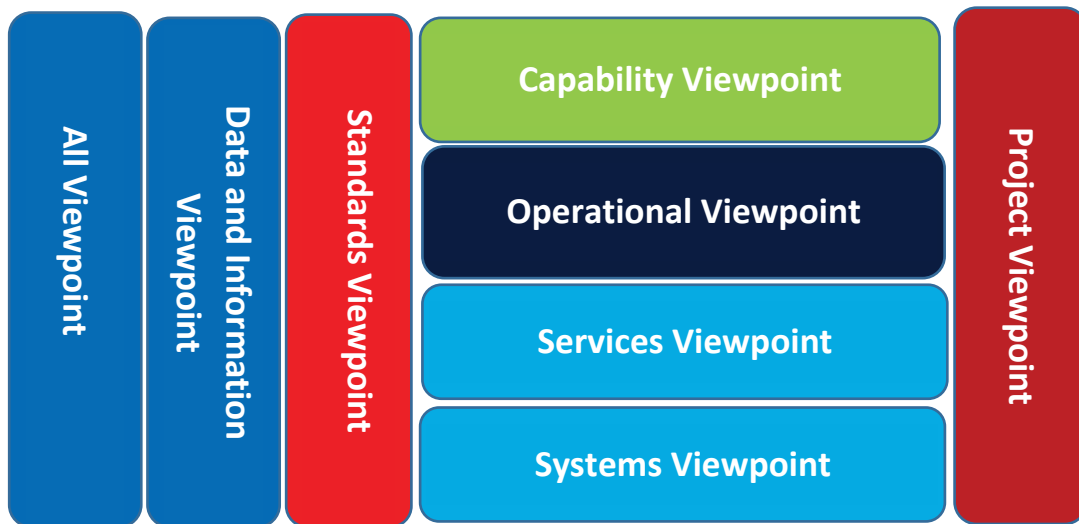 All Viewpoint
Data and Information
Viewpoint
Standards Viewpoint
Capability Viewpoint
Operational Viewpoint
Services Viewpoint
Systems Viewpoint
Project Viewpoint